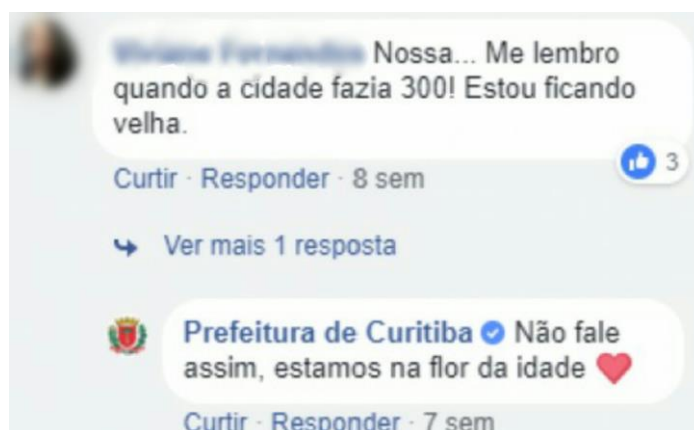 Nossa... Me lembro
quando a cidade fazia 300! Estou ficando
velha.
3
Curtir · Responder · 8 sem
Ver mais 1 resposta
Prefeitura de Curitiba Não fale
assim, estamos na flor da idade
Curtir · Responder · 7 sem